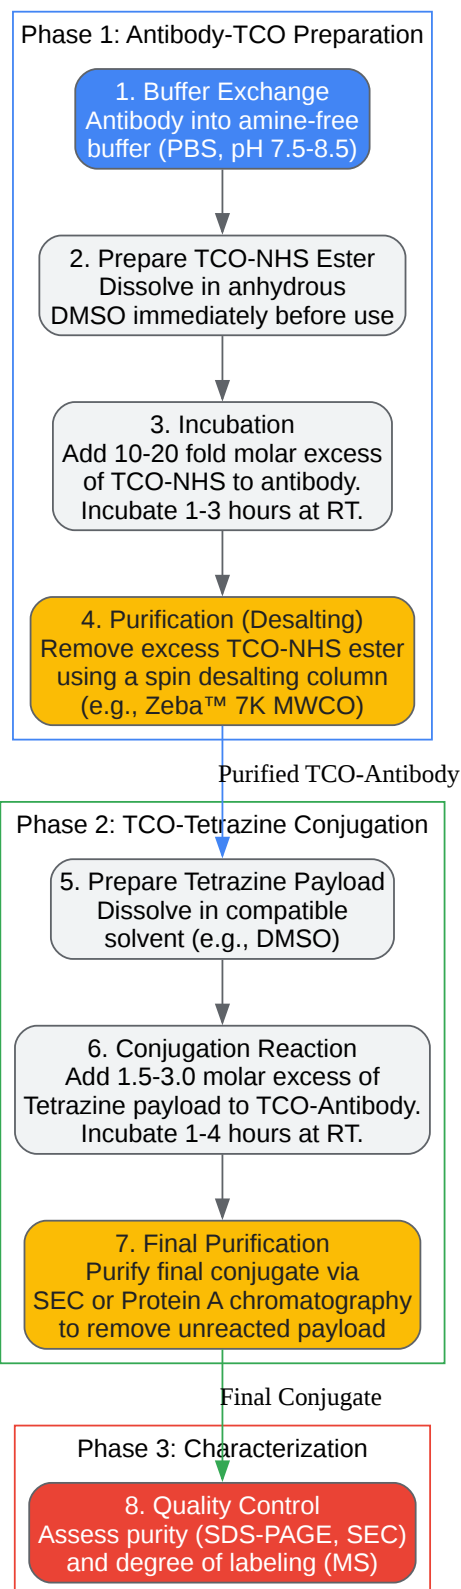 Phase 1: Antibody-TCO Preparation
1. Buffer Exchange
Antibody into amine-free
buffer (PBS, pH 7.5-8.5)
2. Prepare TCO-NHS Ester
Dissolve in anhydrous
DMSO immediately before use
3. Incubation
Add 10-20 fold molar excess
of TCO-NHS to antibody.
Incubate 1-3 hours at RT.
4. Purification (Desalting)
Remove excess TCO-NHS ester
using a spin desalting column
(e.g., Zeba™ 7K MWCO)
Purified TCO-Antibody
Phase 2: TCO-Tetrazine Conjugation
5. Prepare Tetrazine Payload
Dissolve in compatible
solvent (e.g., DMSO)
6. Conjugation Reaction
Add 1.5-3.0 molar excess of
Tetrazine payload to TCO-Antibody.
Incubate 1-4 hours at RT.
7. Final Purification
Purify final conjugate via
SEC or Protein A chromatography
to remove unreacted payload
Final Conjugate
Phase 3: Characterization
8. Quality Control
Assess purity (SDS-PAGE, SEC)
and degree of labeling (MS)